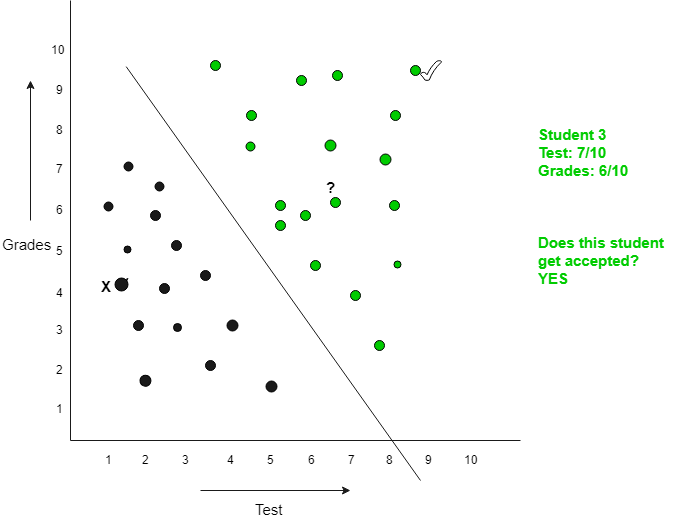 10
9
8
7
6
5
4
3
2
1
Grades
X
?
Student 3
Test: 7/10
Grades: 6/10
Does this student
get accepted?
YES
1 2 3 4 5 6 7 8 9 10
Test